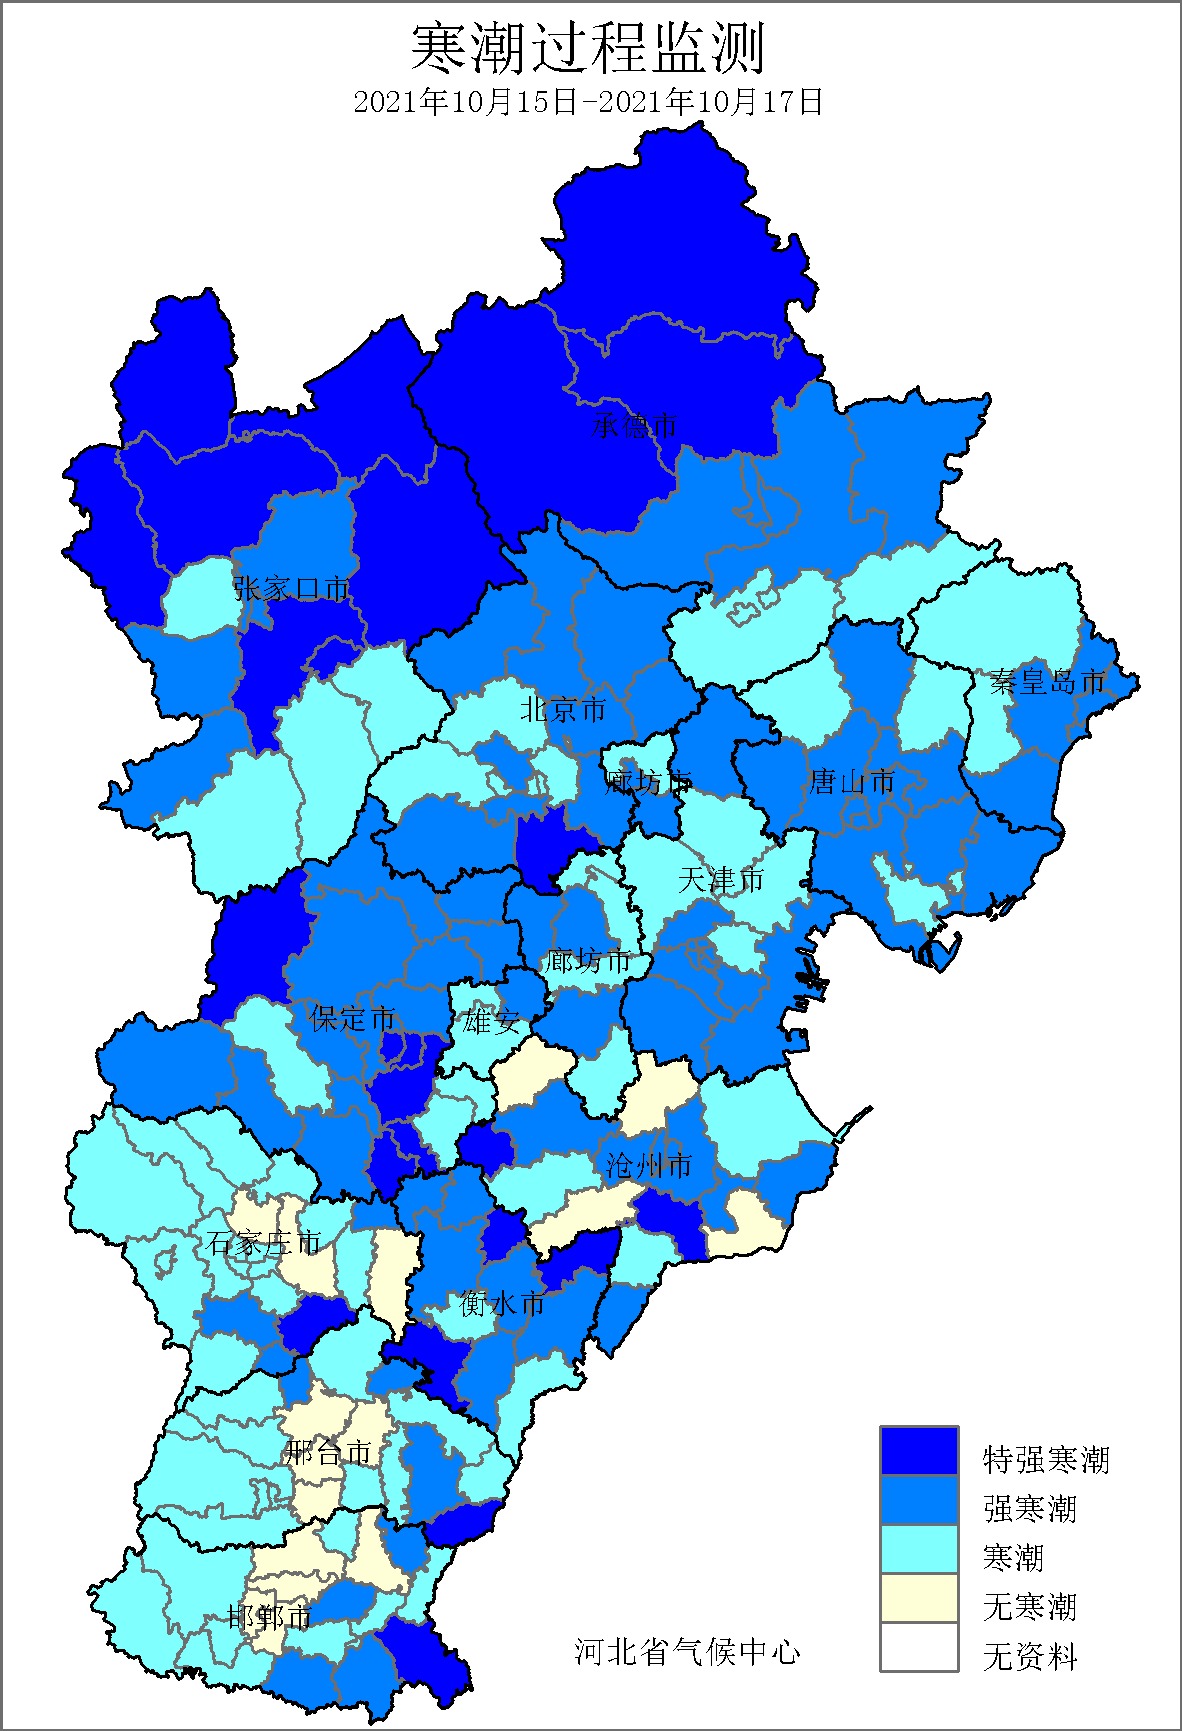 寒潮过程监测
2021年10月15日-2021年10月17日
承德市
张家口市
秦皇岛市
北京市
廊坊市
唐山市
天津市
廊坊市
保定市
雄安
沧州市
石家庄市
衡水市
邢台市
邯郸市
特强寒潮
强寒潮
寒潮
无寒潮
无资料
河北省气候中心